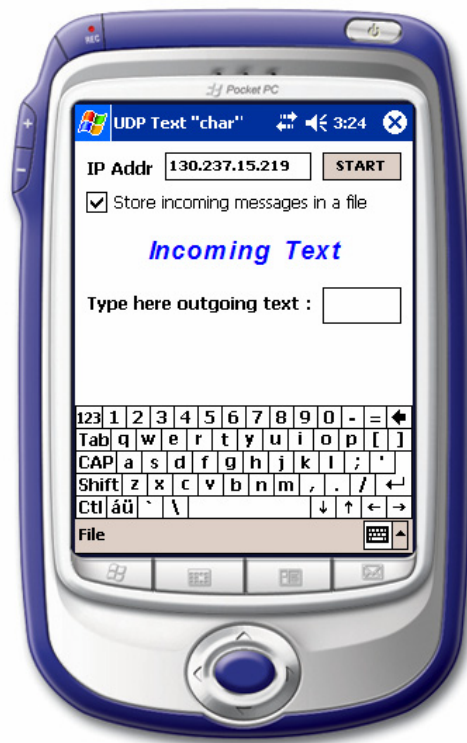 REC
Pocket PC
UDP Text "char" 3:24
IP Addr 130.237.15.219 START
Store incoming messages in a file
Incoming Text
Type here outgoing text :
123 1 2 3 4 5 6 7 8 9 0 - =
Tab q w e r t y u i o p [ ]
CAP a s d f g h j k l ; '
Shift z x c v b n m , . /
Ctl áü ` \
File